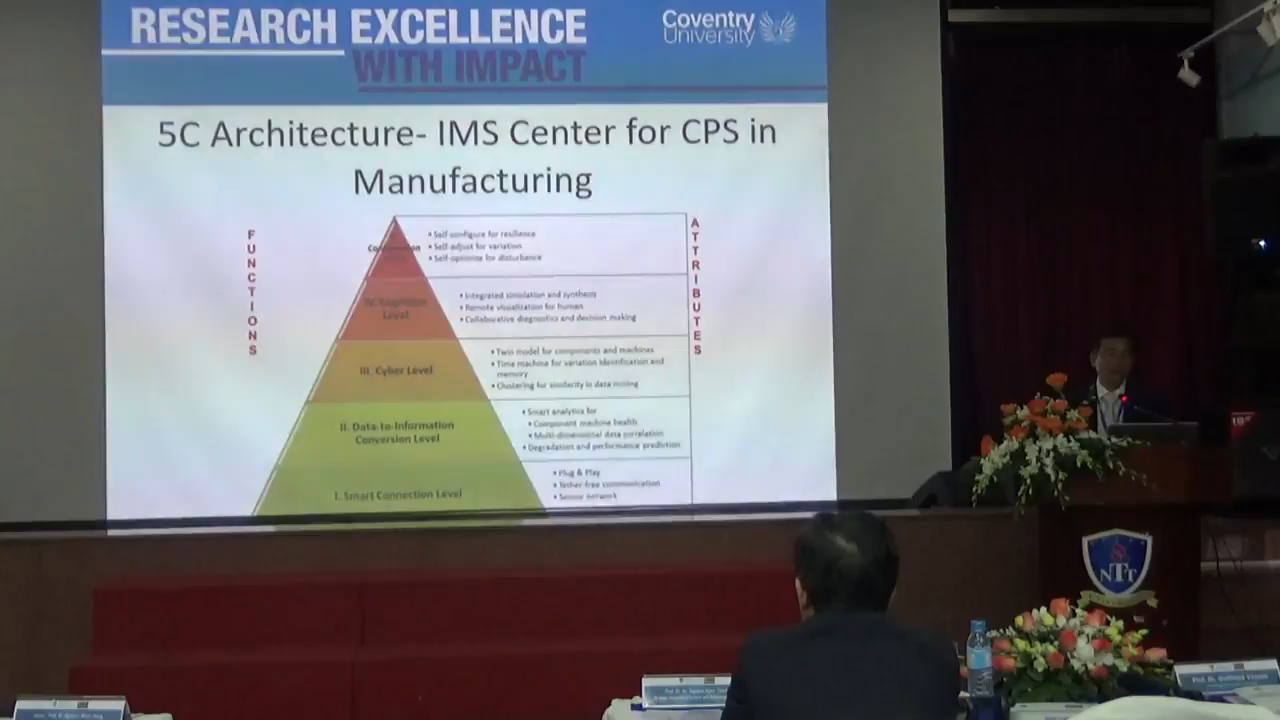 RESEARCH EXCELLENCE
WITH IMPACT
Coventry
University
5C Architecture- IMS Center for CPS in
Manufacturing
FUNCTIONS
ATTRIBUTES
• Self-configure for resilience
• Self-adjust for variation
• Self-optimize for disturbance
IV. Cognition
Level
• Integrated simulation and synthesis
• Remote visualization for human
• Collaborative diagnostics and decision making
III. Cyber Level
• Twin model for components and machines
• Time machine for variation identification and
memory
• Clustering for similarity in data mining
II. Data-to-Information
Conversion Level
• Smart analytics for
• Component machine health
• Multi-dimensional data correlation
• Degradation and performance prediction
I. Smart Connection Level
• Plug & Play
• Tether-free communication
• Sensor network
NTT